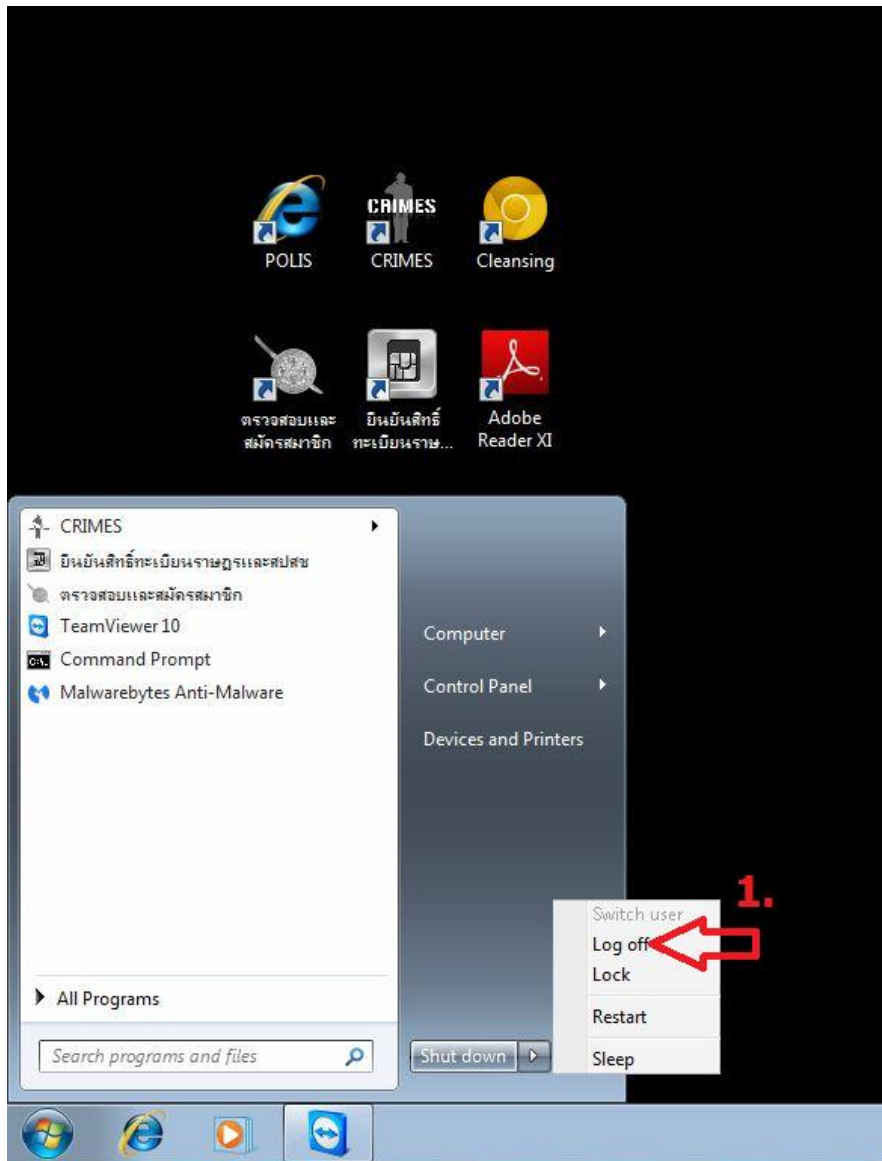 CRIMES
POLIS
CRIMES
Cleansing
ตรวจสอบและ
สมัครสมาชิก
ยินยันสิทธิ์
ทะเบียนราษ...
Adobe
Reader XI
CRIMES
ยินยันสิทธิ์ทะเบียนราษฎรและสปสช
ตรวจสอบและสมัครสมาชิก
TeamViewer 10
Command Prompt
Malwarebytes Anti-Malware
Computer
Control Panel
Devices and Printers
1.
Switch user
Log off
Lock
All Programs
Restart
Search programs and files
Shut down
Sleep